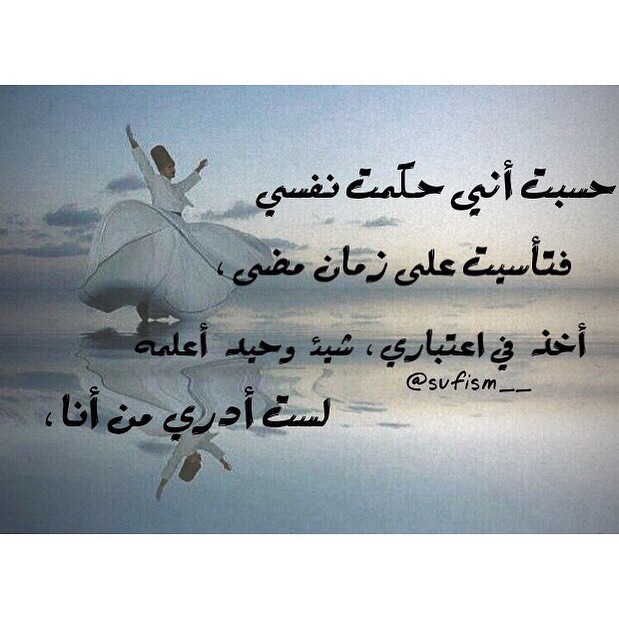 حسبت أني حكمت نفسي
فتأسيت على زمان مضى ،
أخذ في اعتباري ، شيئ وحيد أعلمه
@sufism__
لست أدري من أنا ،